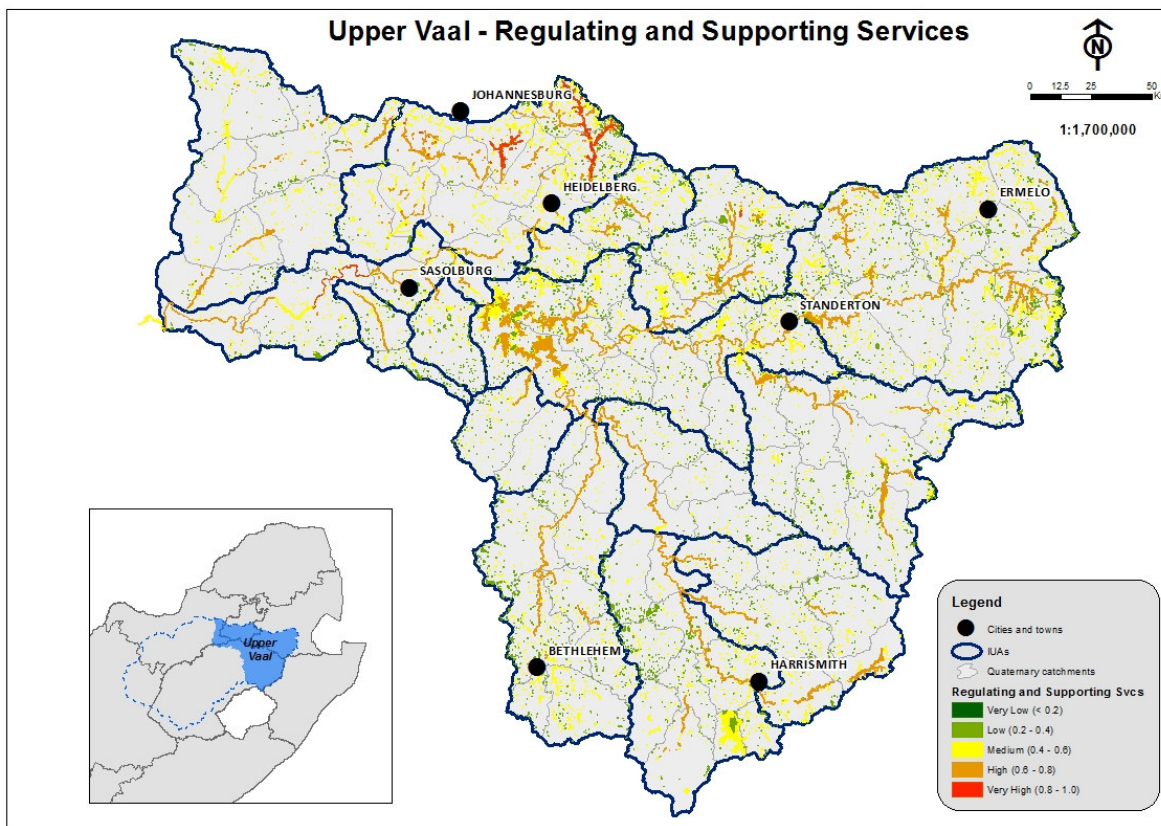 Upper Vaal - Regulating and Supporting Services
N
0 12.5 25 50
K
1:1,700,000
JOHANNESBURG
HEIDELBERG
ERMELO
SASOLBURG
STANDERTON
BETHLEHEM
HARRISMITH
Upper
Vaal
Legend
Cities and towns
IUAs
Quaternary catchments
Regulating and Supporting Svcs
Very Low (< 0.2)
Low (0.2 - 0.4)
Medium (0.4 - 0.6)
High (0.6 - 0.8)
Very High (0.8 - 1.0)